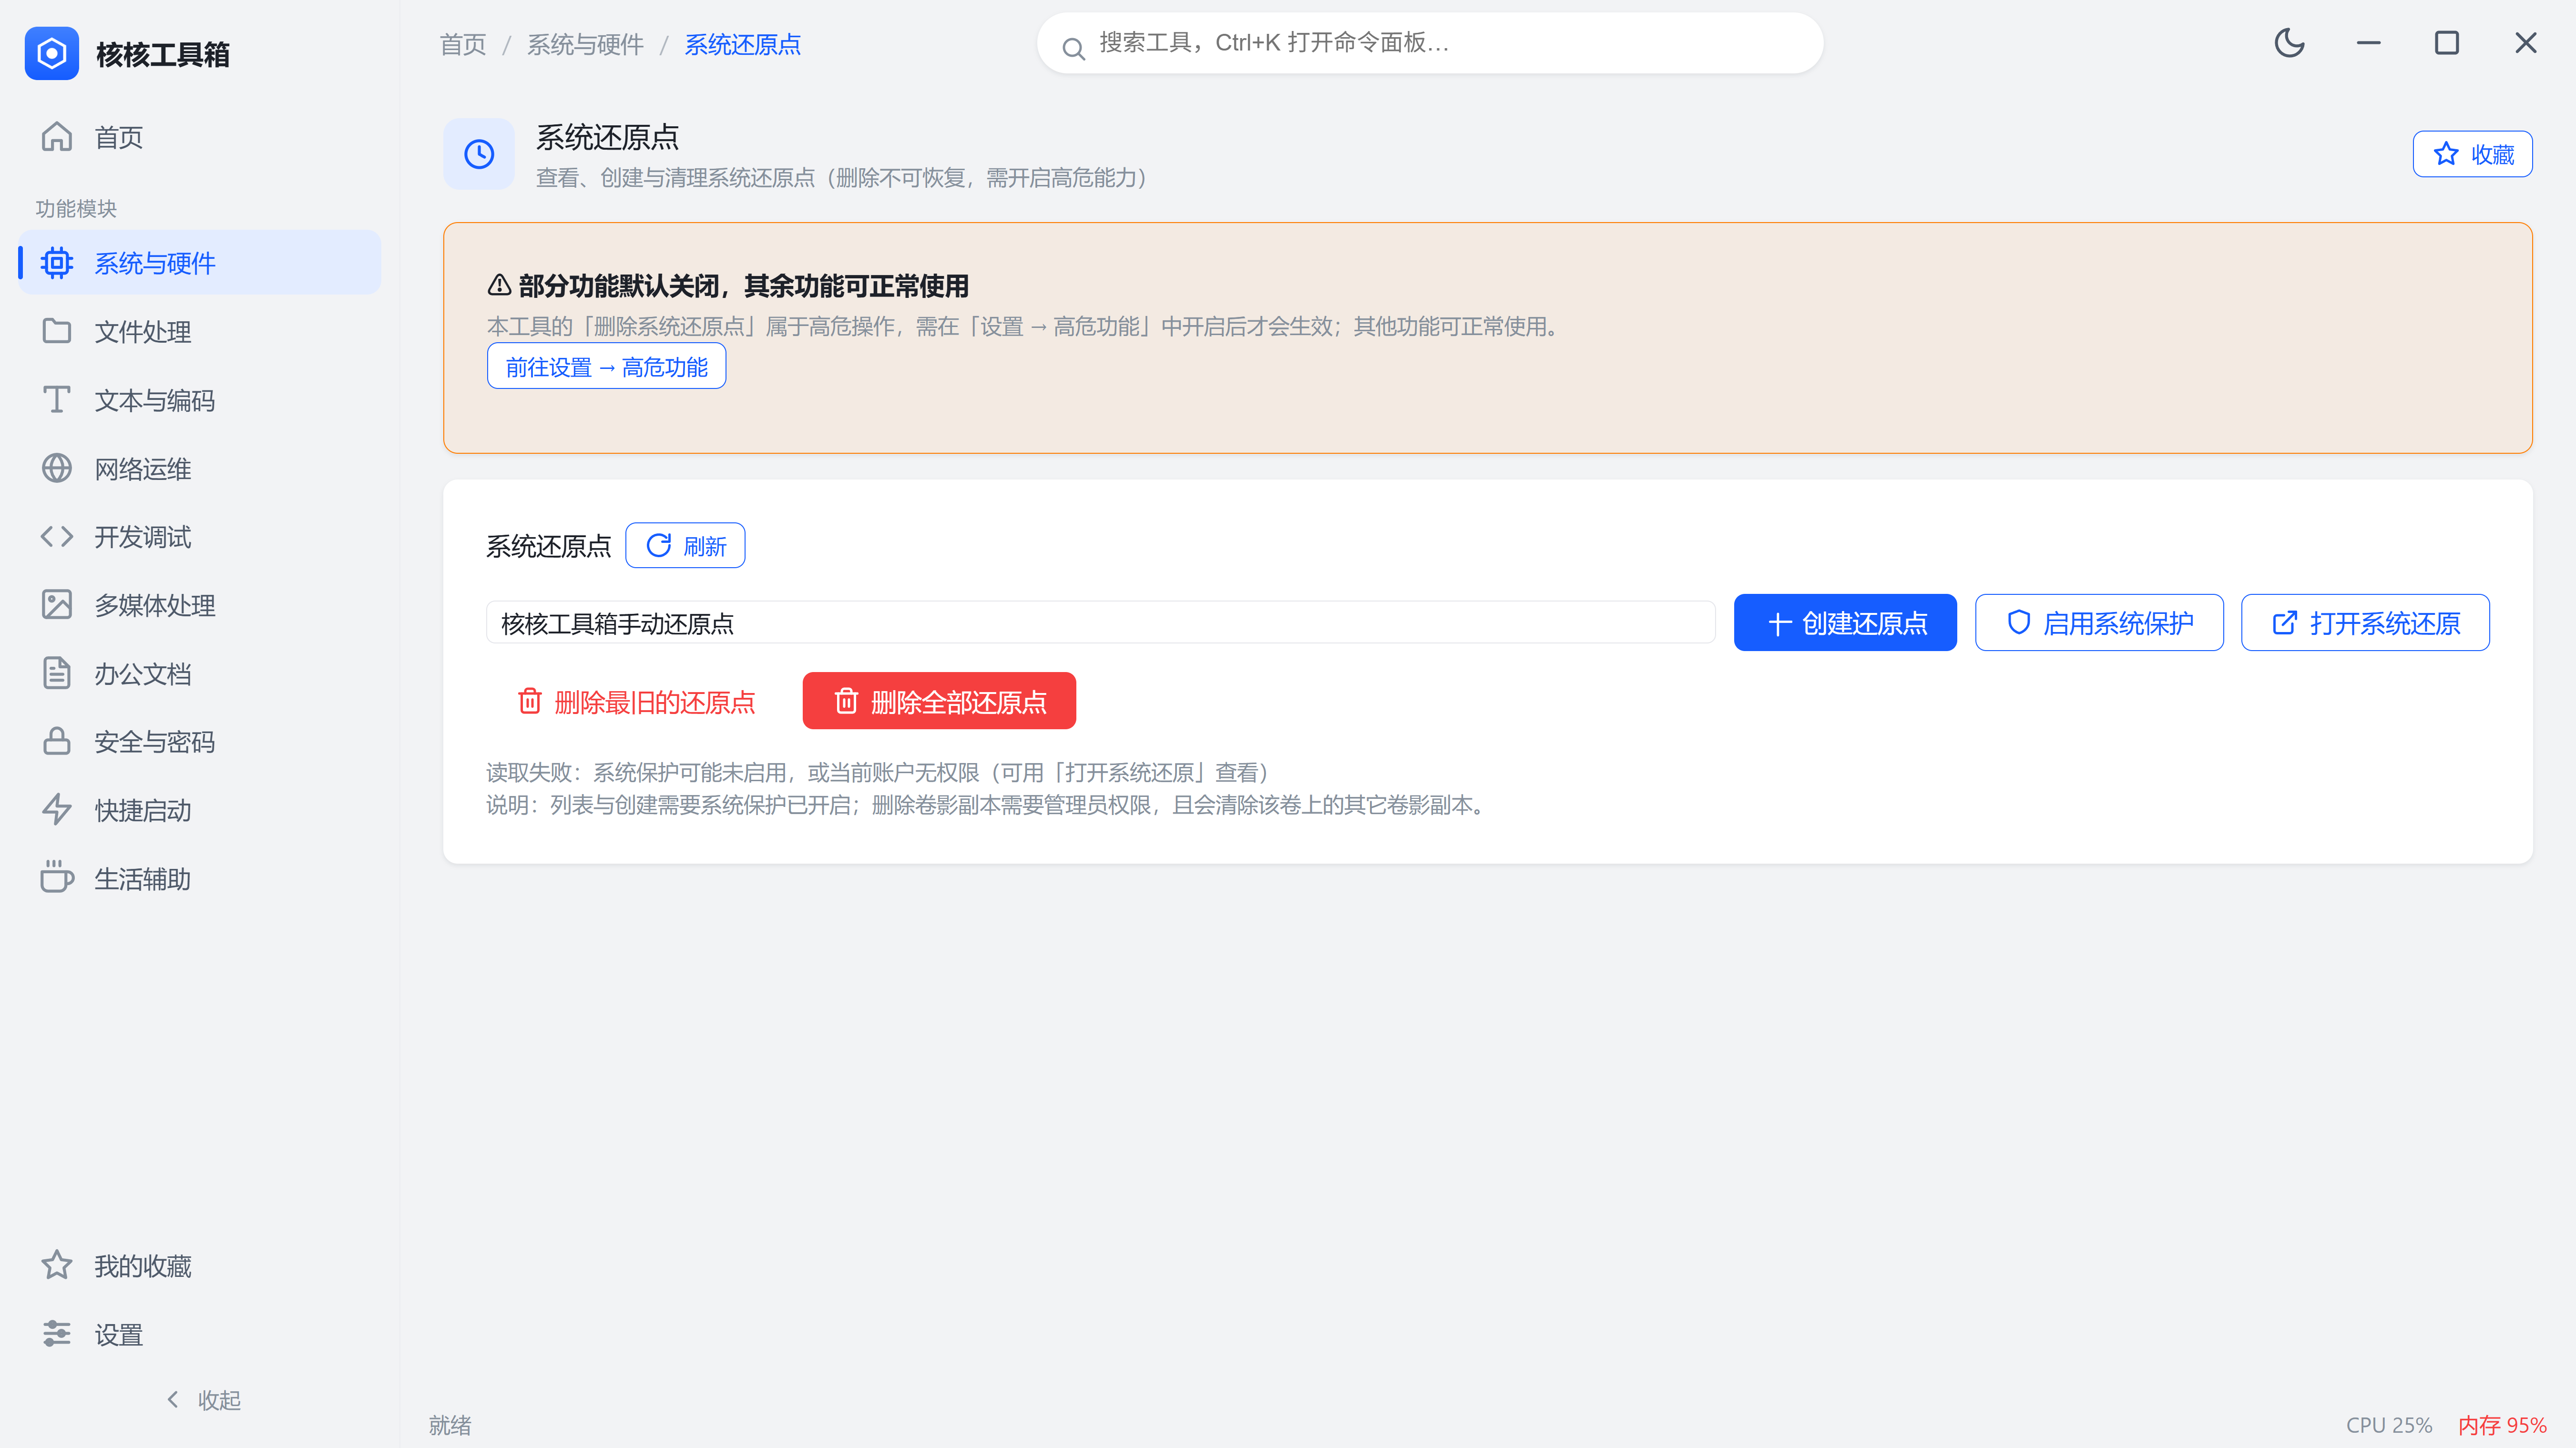 核核工具箱
首页
功能模块
系统与硬件
文件处理
文本与编码
网络运维
开发调试
多媒体处理
办公文档
安全与密码
快捷启动
生活辅助
我的收藏
设置
收起
首页 / 系统与硬件 / 系统还原点
搜索工具，Ctrl+K 打开命令面板…
系统还原点
查看、创建与清理系统还原点（删除不可恢复，需开启高危能力）
收藏
部分功能默认关闭，其余功能可正常使用
本工具的「删除系统还原点」属于高危操作，需在「设置 → 高危功能」中开启后才会生效；其他功能可正常使用。
前往设置 → 高危功能
系统还原点 刷新
核核工具箱手动还原点 创建还原点 启用系统保护 打开系统还原
删除最旧的还原点 删除全部还原点
读取失败：系统保护可能未启用，或当前账户无权限（可用「打开系统还原」查看）
说明：列表与创建需要系统保护已开启；删除卷影副本需要管理员权限，且会清除该卷上的其它卷影副本。
就绪
CPU 25% 内存 95%